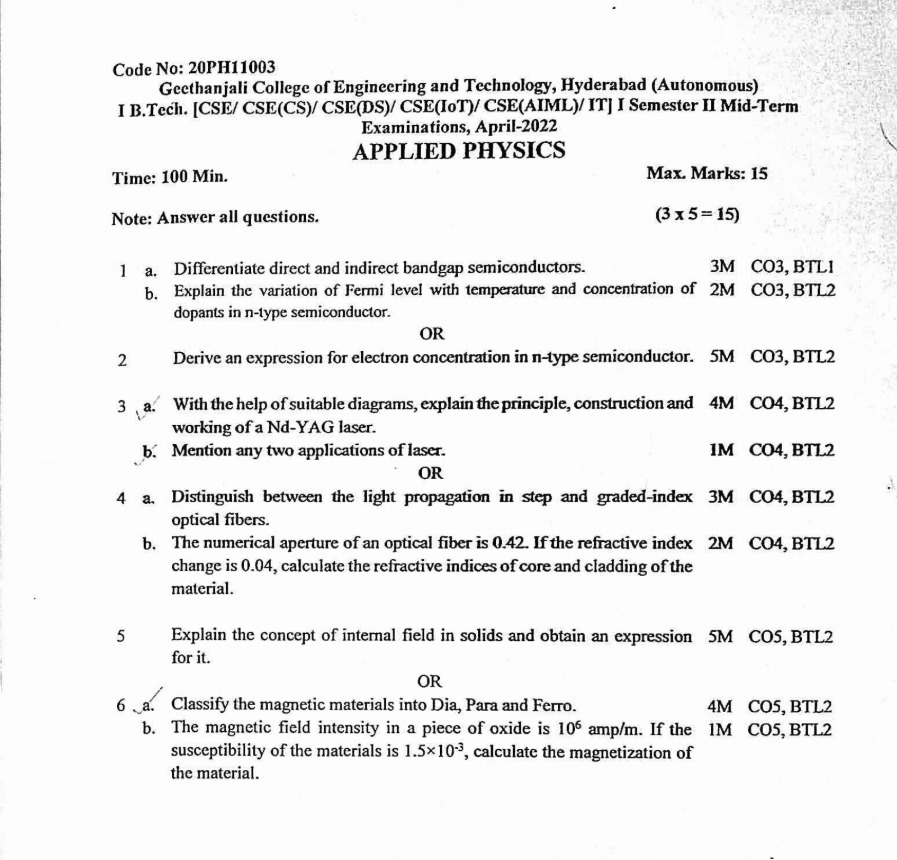 Code No: 20PH11003
Geethanjali College of Engineering and Technology, Hyderabad (Autonomous)
I B.Tech. [CSE/ CSE(CS)/ CSE(DS)/ CSE(IoT)/ CSE(AIML)/ IT] I Semester II Mid-Term
Examinations, April-2022
APPLIED PHYSICS
Time: 100 Min. Max. Marks: 15
Note: Answer all questions. (3 x 5 = 15)
1 a. Differentiate direct and indirect bandgap semiconductors. 3M CO3, BTL1
b. Explain the variation of Fermi level with temperature and concentration of 2M CO3, BTL2
dopants in n-type semiconductor.
OR
2 Derive an expression for electron concentration in n-type semiconductor. 5M CO3, BTL2
3 a. With the help of suitable diagrams, explain the principle, construction and 4M CO4, BTL2
working of a Nd-YAG laser.
b. Mention any two applications of laser. 1M CO4, BTL2
OR
4 a. Distinguish between the light propagation in step and graded-index 3M CO4, BTL2
optical fibers.
b. The numerical aperture of an optical fiber is 0.42. If the refractive index 2M CO4, BTL2
change is 0.04, calculate the refractive indices of core and cladding of the
material.
5 Explain the concept of internal field in solids and obtain an expression 5M CO5, BTL2
for it.
OR
6 a. Classify the magnetic materials into Dia, Para and Ferro. 4M CO5, BTL2
b. The magnetic field intensity in a piece of oxide is 10⁶ amp/m. If the 1M CO5, BTL2
susceptibility of the materials is 1.5×10⁻³, calculate the magnetization of
the material.